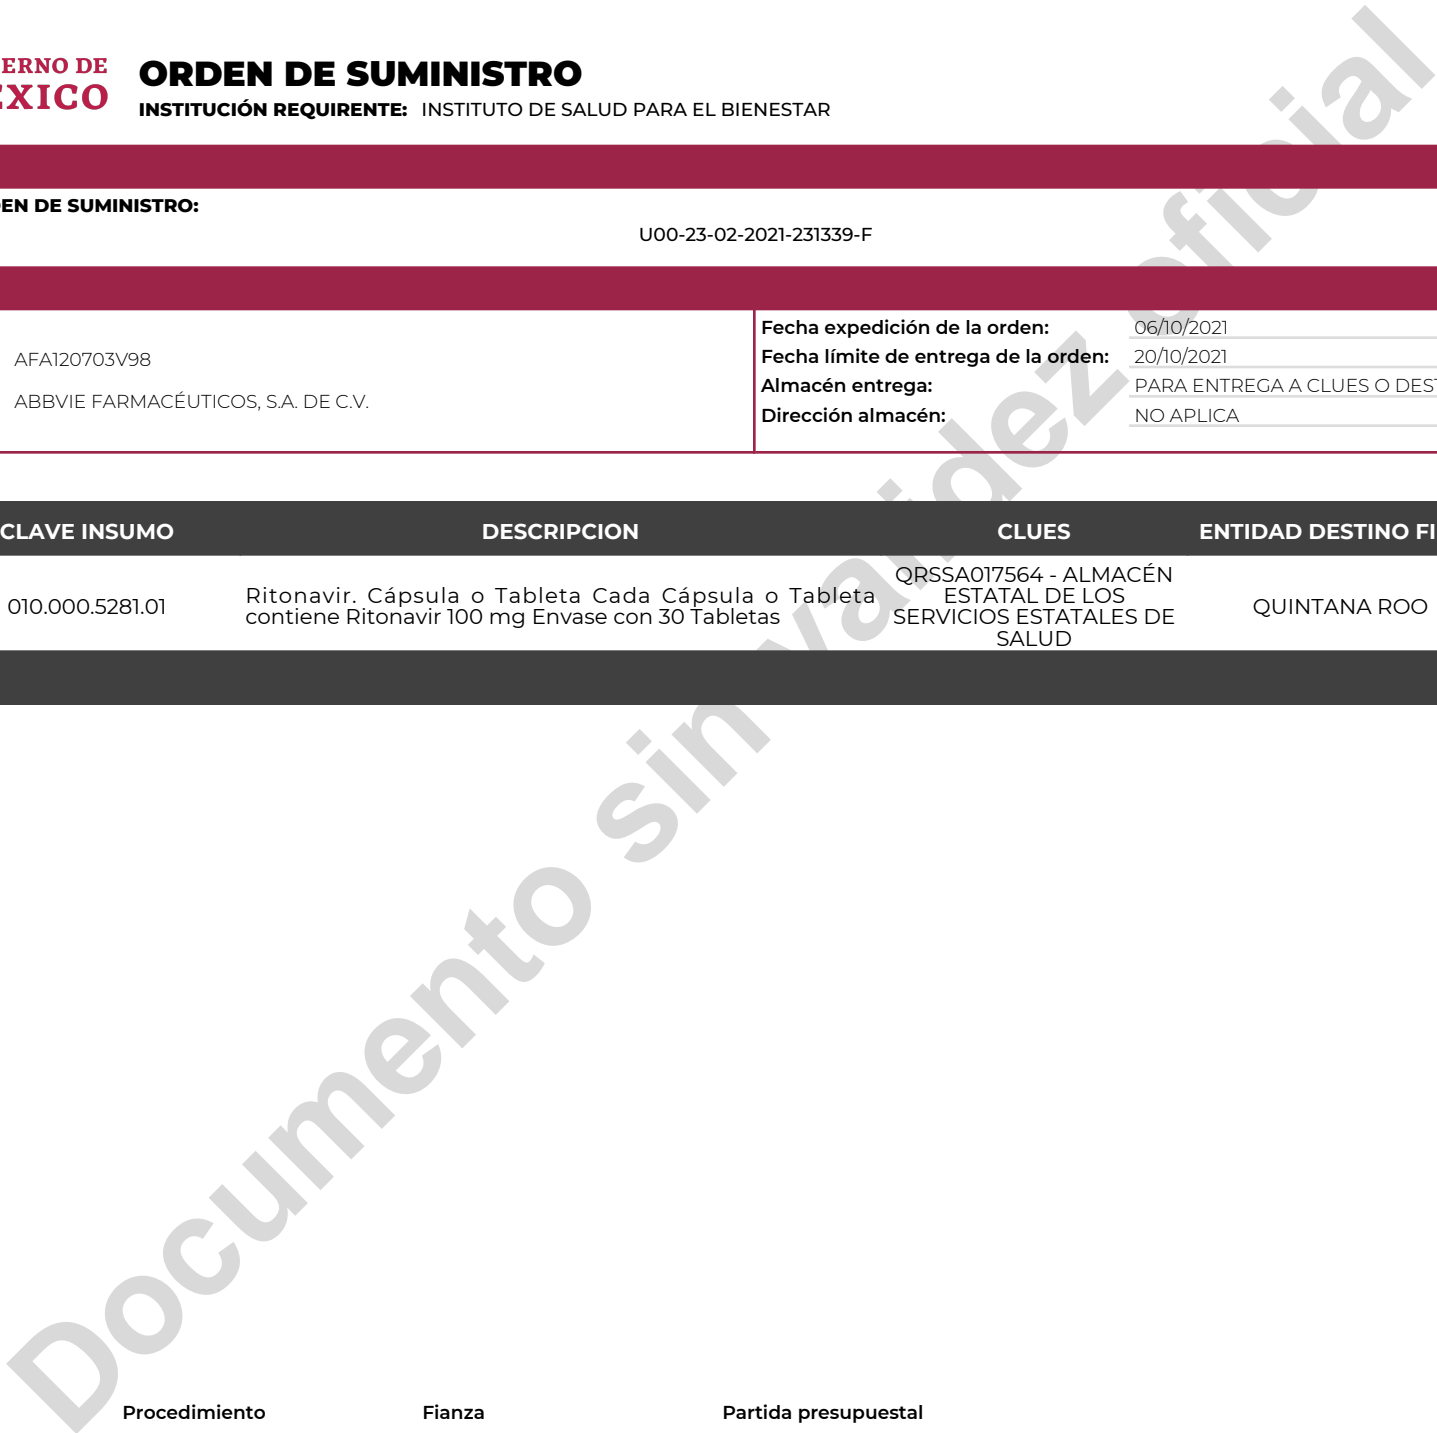 ERNO DE
ÉXICO
ORDEN DE SUMINISTRO
INSTITUCIÓN REQUIRENTE: INSTITUTO DE SALUD PARA EL BIENESTAR
EN DE SUMINISTRO:
U00-23-02-2021-231339-F
AFA120703V98
ABBVIE FARMACÉUTICOS, S.A. DE C.V.
Fecha expedición de la orden: 06/10/2021
Fecha límite de entrega de la orden: 20/10/2021
Almacén entrega: PARA ENTREGA A CLUES O DEST
Dirección almacén: NO APLICA
CLAVE INSUMO DESCRIPCION CLUES ENTIDAD DESTINO FI
010.000.5281.01
Ritonavir. Cápsula o Tableta Cada Cápsula o Tableta
contiene Ritonavir 100 mg Envase con 30 Tabletas
QRSSA017564 - ALMACÉN
ESTATAL DE LOS
SERVICIOS ESTATALES DE
SALUD
QUINTANA ROO
Documento sin validez oficial
Procedimiento Fianza Partida presupuestal